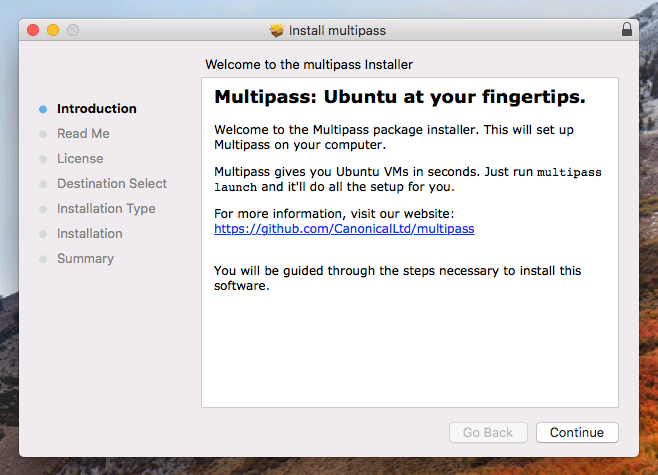 Install multipass
Welcome to the multipass Installer
Introduction
Read Me
License
Destination Select
Installation Type
Installation
Summary
Multipass: Ubuntu at your fingertips.
Welcome to the Multipass package installer. This will set up
Multipass on your computer.
Multipass gives you Ubuntu VMs in seconds. Just run multipass
launch and it'll do all the setup for you.
For more information, visit our website:
https://github.com/CanonicalLtd/multipass
You will be guided through the steps necessary to install this
software.
Go Back
Continue